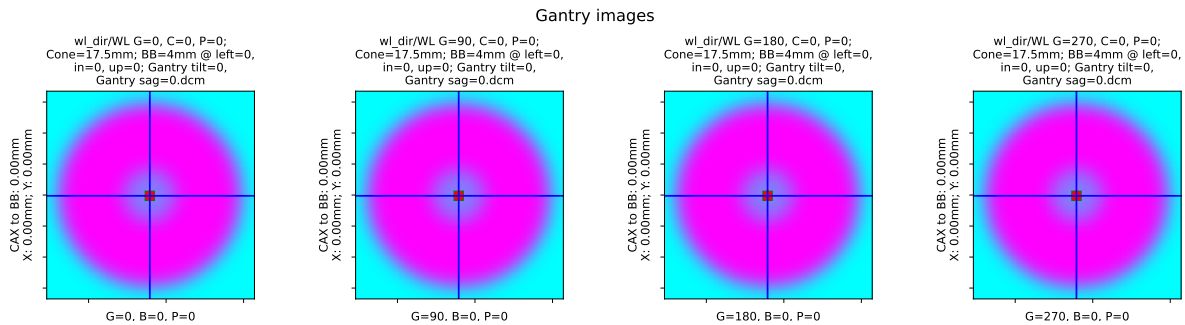 Gantry images
wl_dir/WL G=0, C=0, P=0;
Cone=17.5mm; BB=4mm @ left=0,
in=0, up=0; Gantry tilt=0,
Gantry sag=0.dcm
CAX to BB: 0.00mm
X: 0.00mm; Y: 0.00mm
G=0, B=0, P=0
wl_dir/WL G=90, C=0, P=0;
Cone=17.5mm; BB=4mm @ left=0,
in=0, up=0; Gantry tilt=0,
Gantry sag=0.dcm
CAX to BB: 0.00mm
X: 0.00mm; Y: 0.00mm
G=90, B=0, P=0
wl_dir/WL G=180, C=0, P=0;
Cone=17.5mm; BB=4mm @ left=0,
in=0, up=0; Gantry tilt=0,
Gantry sag=0.dcm
CAX to BB: 0.00mm
X: 0.00mm; Y: 0.00mm
G=180, B=0, P=0
wl_dir/WL G=270, C=0, P=0;
Cone=17.5mm; BB=4mm @ left=0,
in=0, up=0; Gantry tilt=0,
Gantry sag=0.dcm
CAX to BB: 0.00mm
X: 0.00mm; Y: 0.00mm
G=270, B=0, P=0